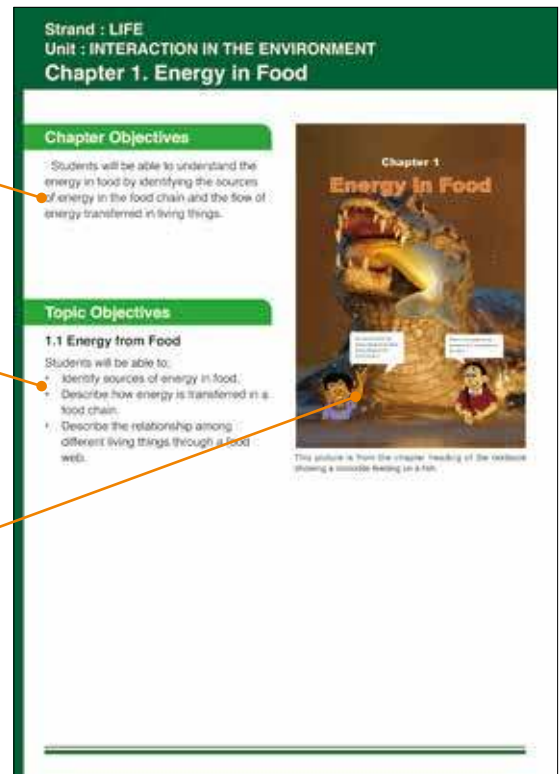 Strand : LIFE
Unit : INTERACTION IN THE ENVIRONMENT
Chapter 1. Energy in Food
Chapter Objectives
Students will be able to understand the
energy in food by identifying the sources
of energy in the food chain and the flow of
energy transferred in living things.
Topic Objectives
1.1 Energy from Food
Students will be able to;
• Identify sources of energy in food.
• Describe how energy is transferred in a
food chain.
• Describe the relationship among
different living things through a food
web.
Chapter 1
Energy in Food
This picture is from the chapter heading of the textbook
showing a crocodile feeding on a fish.